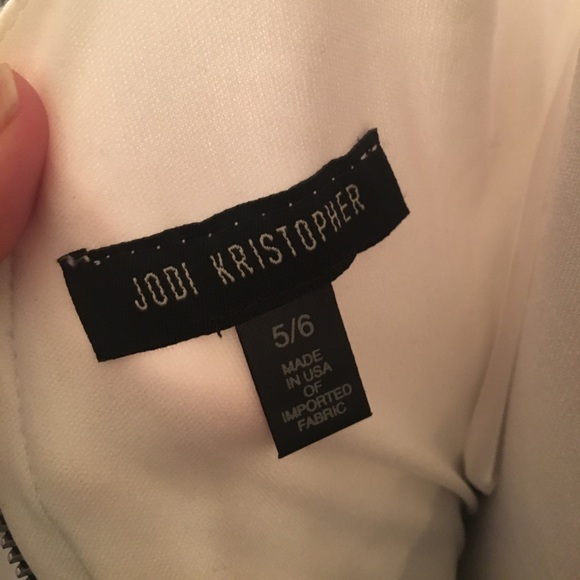 JODI KRISTOPHER
5/6
MADE
IN USA
OF
IMPORTED
FABRIC